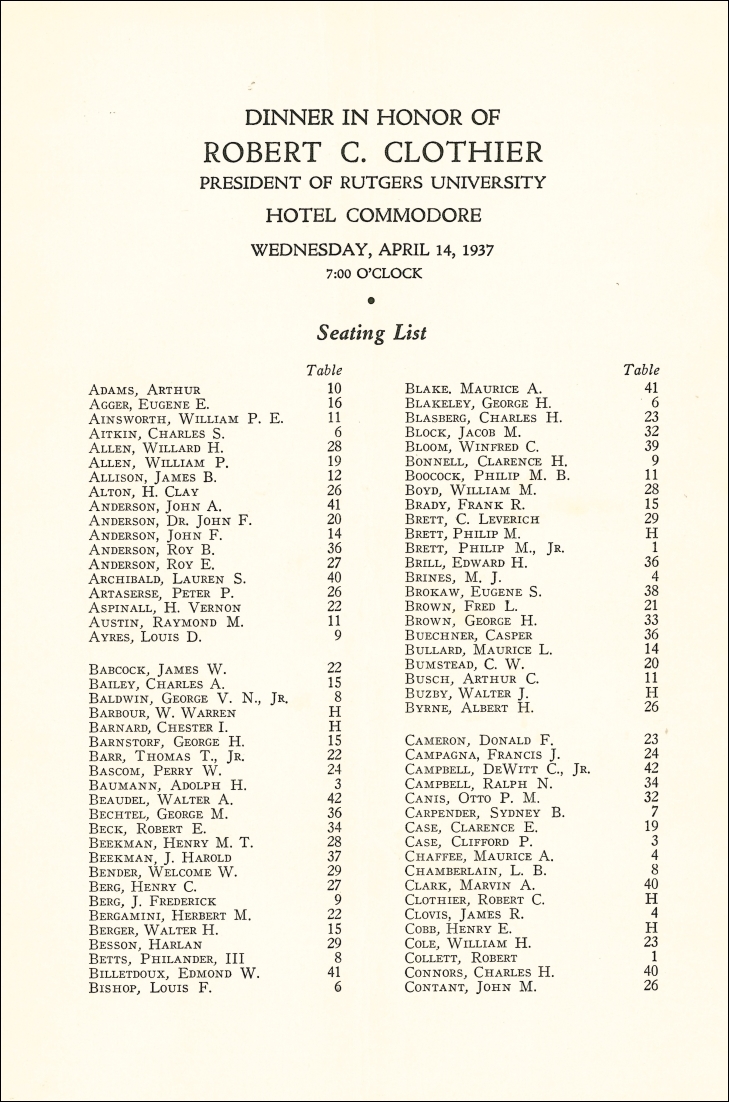 DINNER IN HONOR OF
ROBERT C. CLOTHIER
PRESIDENT OF RUTGERS UNIVERSITY
HOTEL COMMODORE
WEDNESDAY, APRIL 14, 1937
7:00 O'CLOCK
Seating List
Table
ADAMS, ARTHUR 10
AGGER, EUGENE E. 16
AINSWORTH, WILLIAM P. E. 11
AITKIN, CHARLES S. 6
ALLEN, WILLARD H. 28
ALLEN, WILLIAM P. 19
ALLISON, JAMES B. 12
ALTON, H. CLAY 26
ANDERSON, JOHN A. 41
ANDERSON, DR. JOHN F. 20
ANDERSON, JOHN F. 14
ANDERSON, ROY B. 36
ANDERSON, ROY E. 27
ARCHIBALD, LAUREN S. 40
ARTASERSE, PETER P. 26
ASPINALL, H. VERNON 22
AUSTIN, RAYMOND M. 11
AYRES, LOUIS D. 9
BABCOCK, JAMES W. 22
BAILEY, CHARLES A. 15
BALDWIN, GEORGE V. N., JR. 8
BARBOUR, W. WARREN H
BARNARD, CHESTER I. H
BARNSTORF, GEORGE H. 15
BARR, THOMAS T., JR. 22
BASCOM, PERRY W. 24
BAUMANN, ADOLPH H. 3
BEAUDEL, WALTER A. 42
BECHTEL, GEORGE M. 36
BECK, ROBERT E. 34
BEEKMAN, HENRY M. T. 28
BEEKMAN, J. HAROLD 37
BENDER, WELCOME W. 29
BERG, HENRY C. 27
BERG, J. FREDERICK 9
BERGAMINI, HERBERT M. 22
BERGER, WALTER H. 15
BESSON, HARLAN 29
BETTS, PHILANDER, III 8
BILLETDOUX, EDMOND W. 41
BISHOP, LOUIS F. 6
Table
BLAKE. MAURICE A. 41
BLAKELEY, GEORGE H. 6
BLASBERG, CHARLES H. 23
BLOCK, JACOB M. 32
BLOOM, WINFRED C. 39
BONNELL, CLARENCE H. 9
BOOCOCK, PHILIP M. B. 11
BOYD, WILLIAM M. 28
BRADY, FRANK R. 15
BRETT, C. LEVERICH 29
BRETT, PHILIP M. H
BRETT, PHILIP M., JR. 1
BRILL, EDWARD H. 36
BRINES, M. J. 4
BROKAW, EUGENE S. 38
BROWN, FRED L. 21
BROWN, GEORGE H. 33
BUECHNER, CASPER 36
BULLARD, MAURICE L. 14
BUMSTEAD, C. W. 20
BUSCH, ARTHUR C. 11
BUZBY, WALTER J. H
BYRNE, ALBERT H. 26
CAMERON, DONALD F. 23
CAMPAGNA, FRANCIS J. 24
CAMPBELL, DEWITT C., JR. 42
CAMPBELL, RALPH N. 34
CANIS, OTTO P. M. 32
CARPENDER, SYDNEY B. 7
CASE, CLARENCE E. 19
CASE, CLIFFORD P. 3
CHAFFEE, MAURICE A. 4
CHAMBERLAIN, L. B. 8
CLARK, MARVIN A. 40
CLOTHIER, ROBERT C. H
CLOVIS, JAMES R. 4
COBB, HENRY E. H
COLE, WILLIAM H. 23
COLLETT, ROBERT 1
CONNORS, CHARLES H. 40
CONTANT, JOHN M. 26